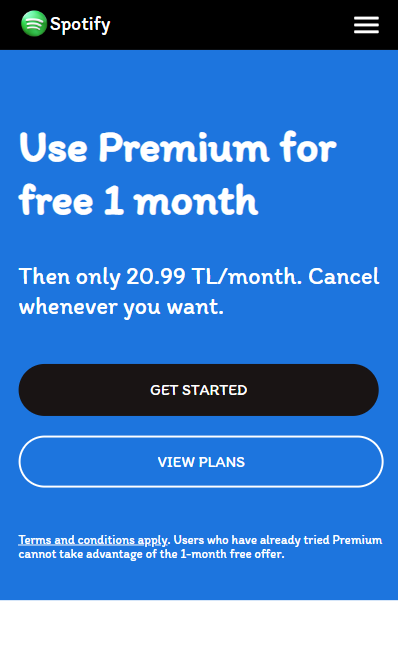 Spotify
Use Premium for
free 1 month
Then only 20.99 TL/month. Cancel
whenever you want.
GET STARTED
VIEW PLANS
Terms and conditions apply. Users who have already tried Premium
cannot take advantage of the 1-month free offer.